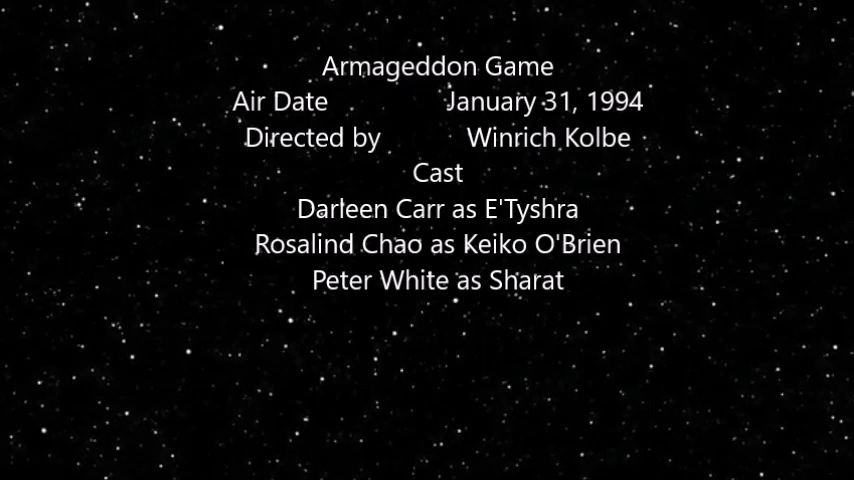 Armageddon Game
Air Date January 31, 1994
Directed by Winrich Kolbe
Cast
Darleen Carr as E'Tyshra
Rosalind Chao as Keiko O'Brien
Peter White as Sharat